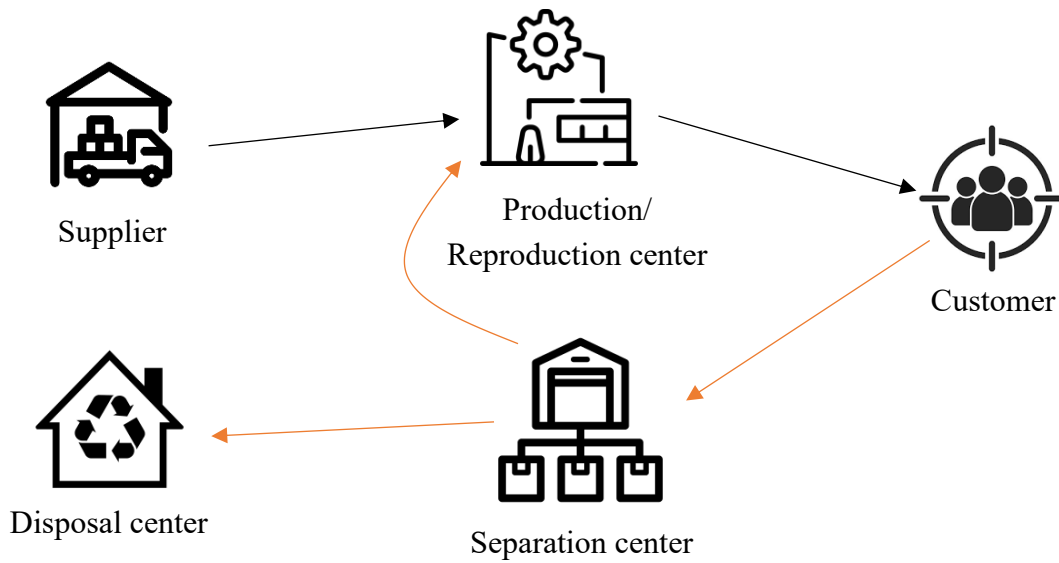 Supplier
Production/
Reproduction center
Customer
Disposal center
Separation center